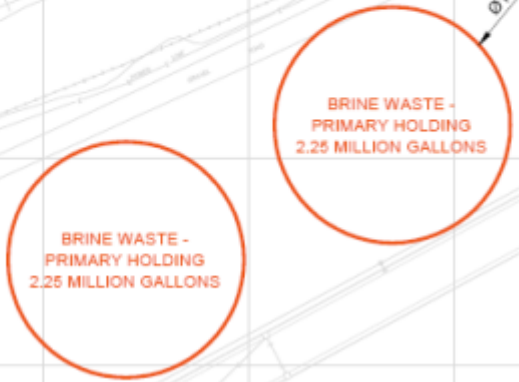 BRINE WASTE -
PRIMARY HOLDING
2.25 MILLION GALLONS
BRINE WASTE -
PRIMARY HOLDING
2.25 MILLION GALLONS